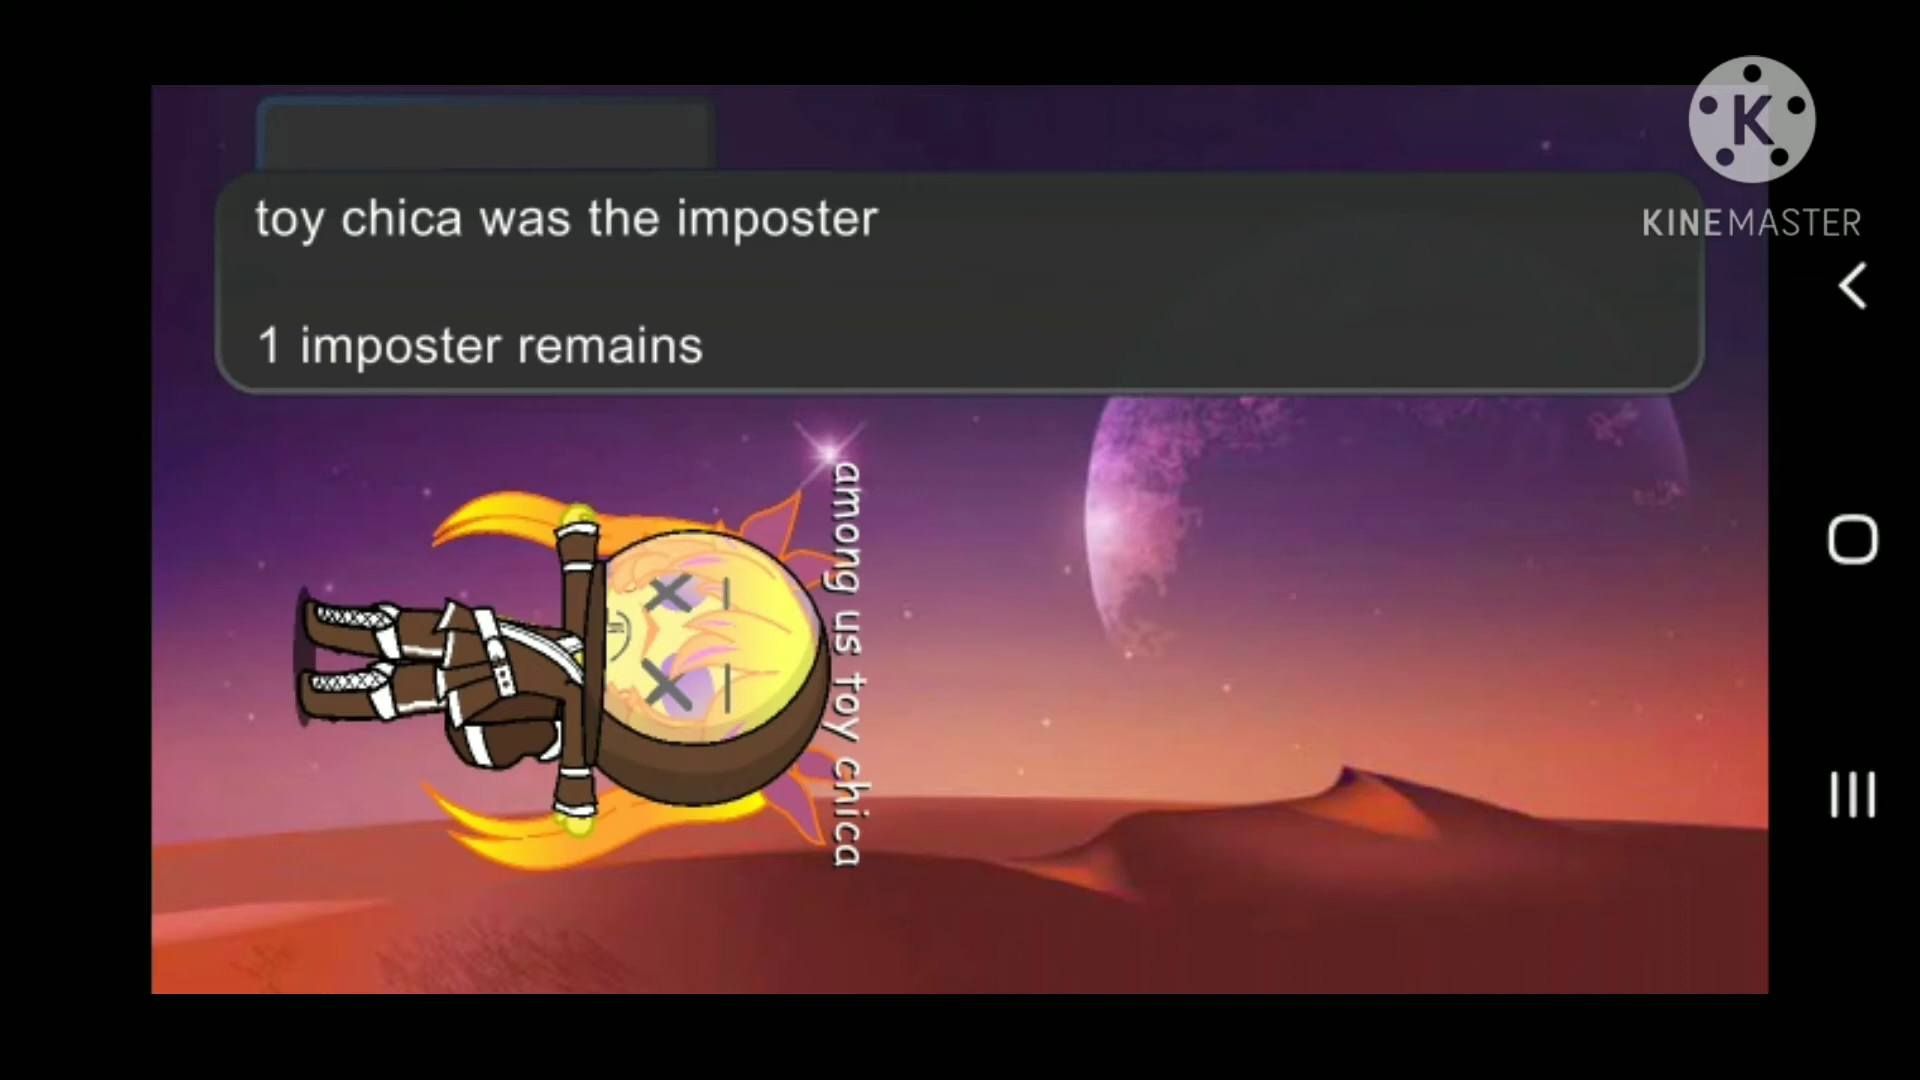 toy chica was the imposter
1 imposter remains
among us toy chica
K
KINEMASTER